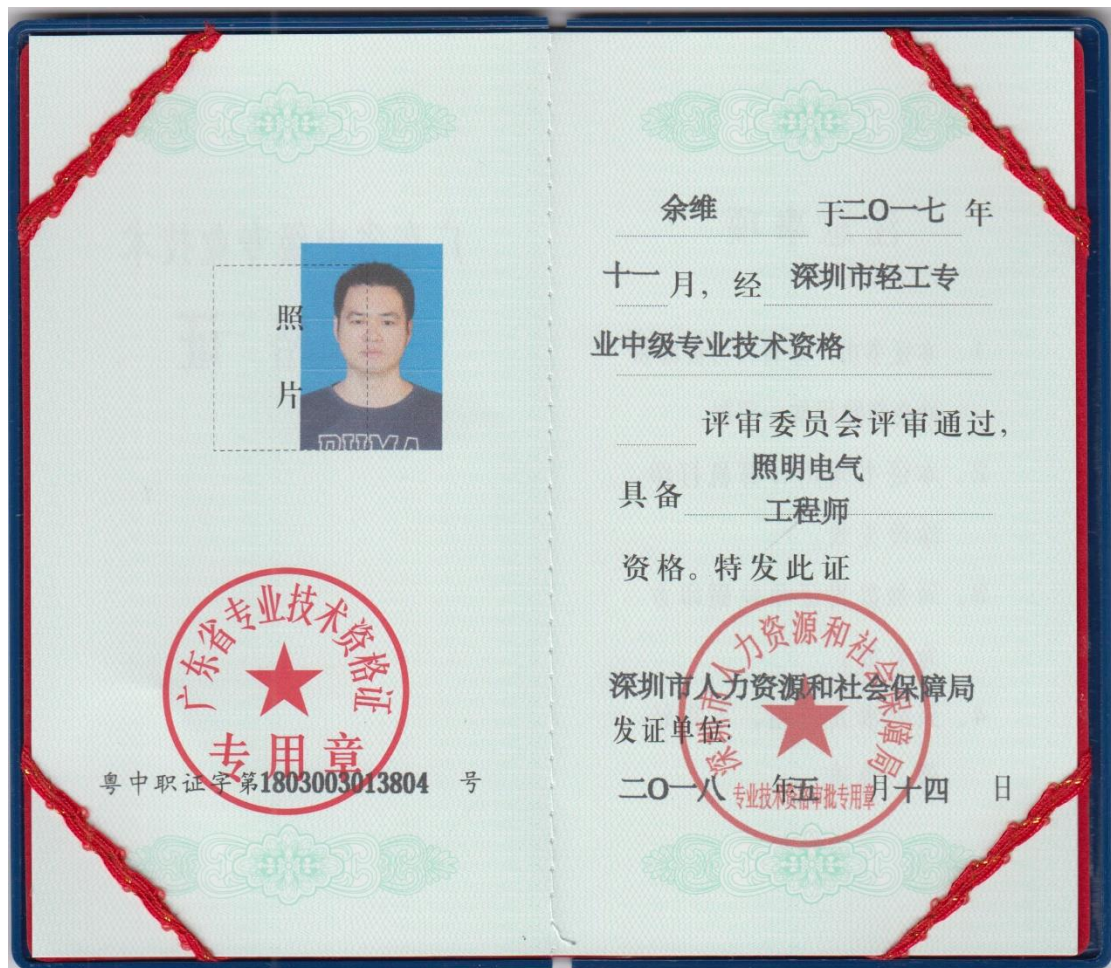 照
片
PUMA
广东省专业技术资格证
专用章
粤中职证字第1803003013804 号
余维 于二O一七 年
十一月, 经 深圳市轻工专
业中级专业技术资格
评审委员会评审通过,
照明电气
具备
工程师
资格。特发此证
深圳市人力资源和社会保障局
深圳市人力资源和社会保障局
发证单位:
二O一八 年五 月十四 日
专业技术资格审批专用章